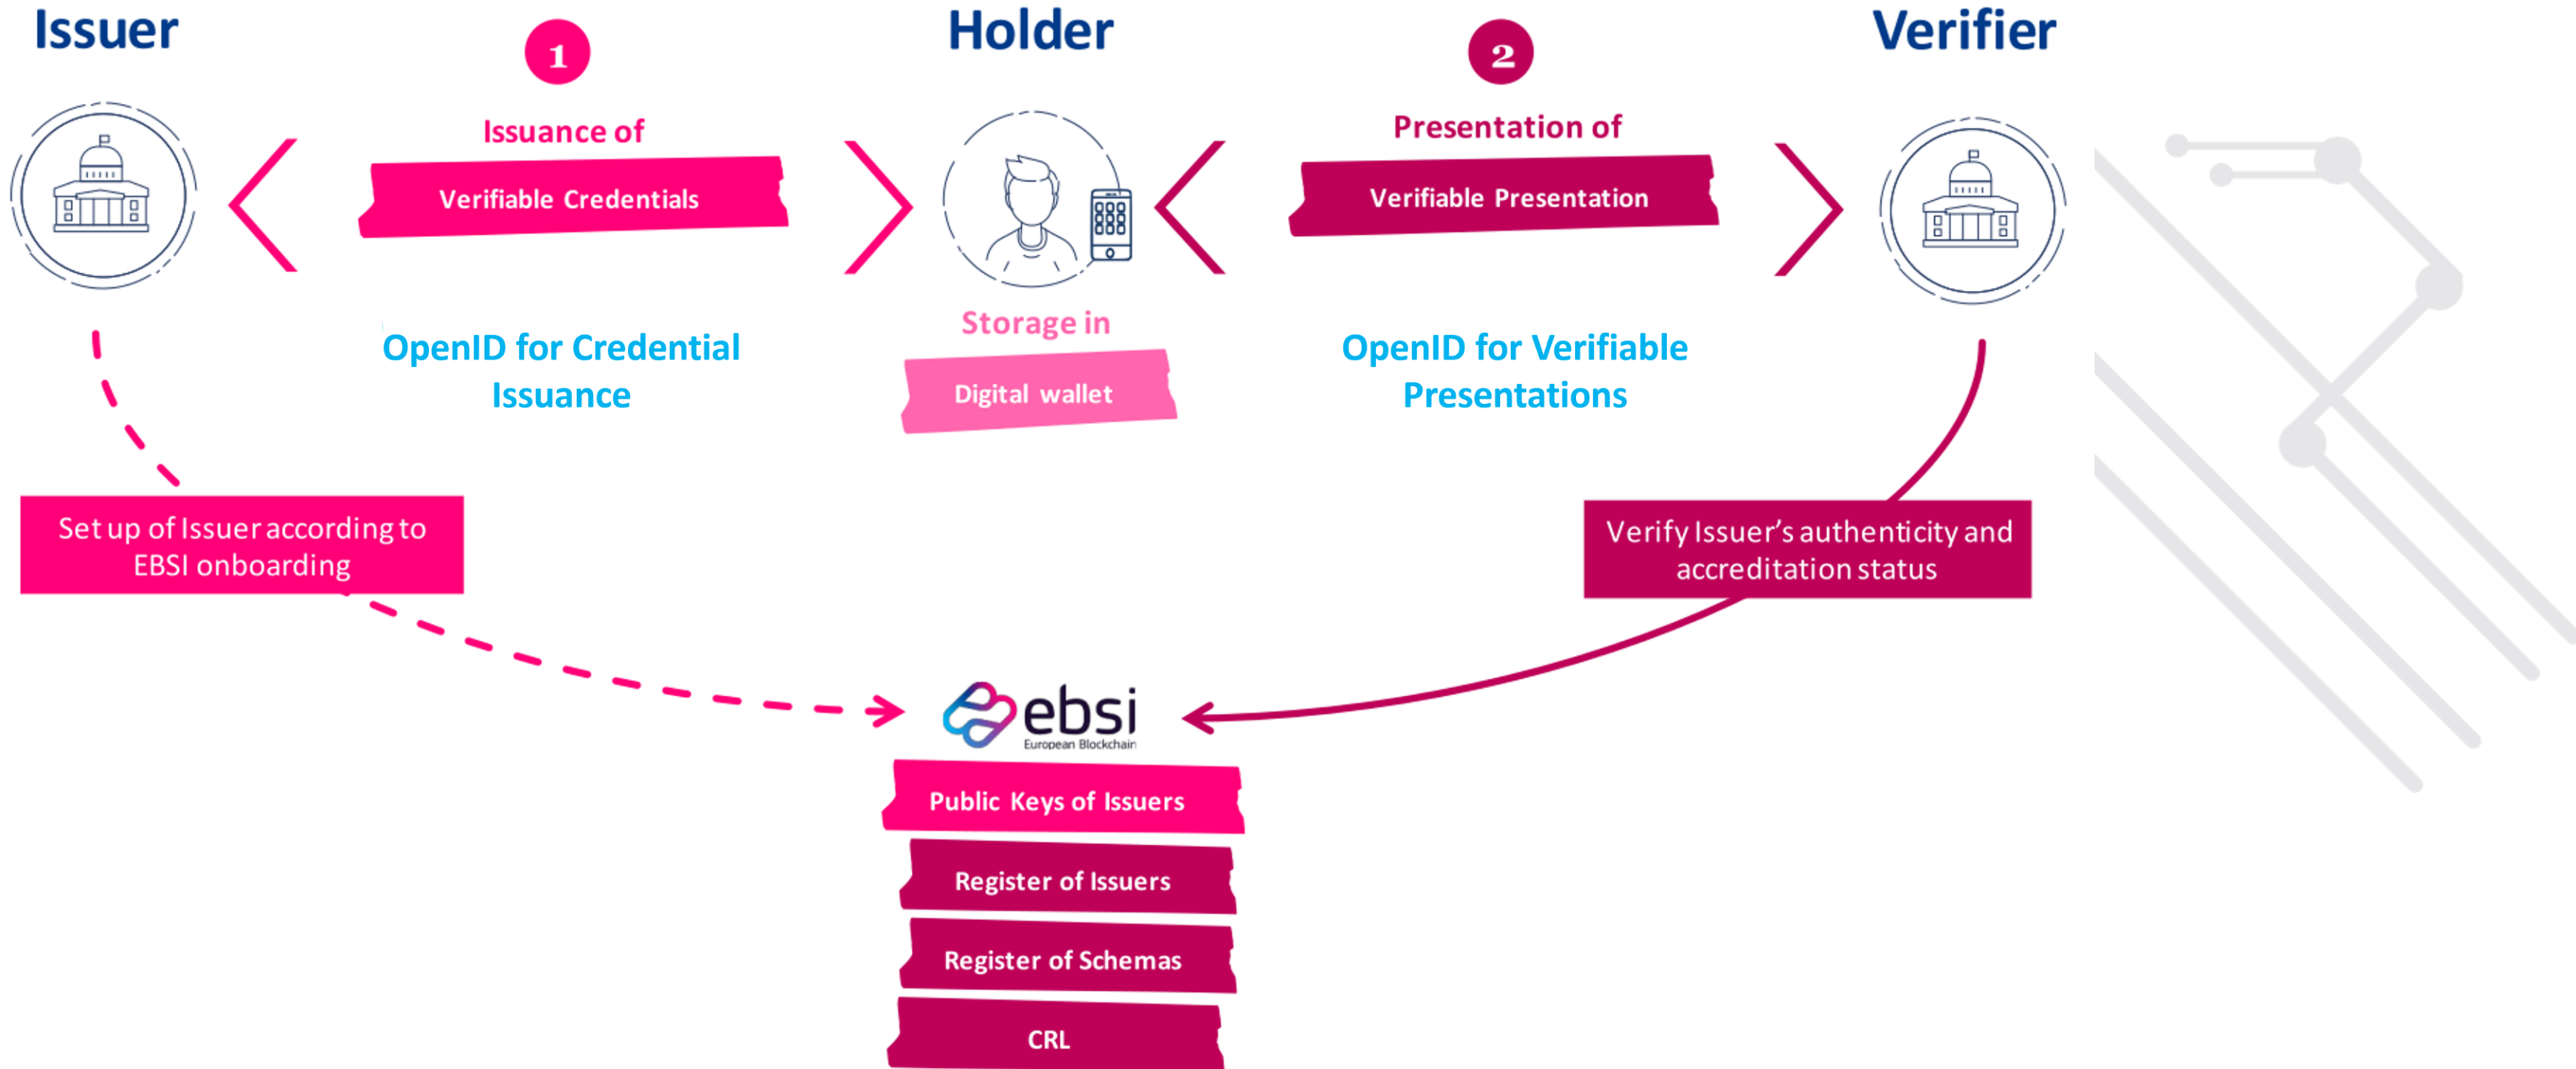 Issuer
1
Holder
2
Verifier
Issuance of
Verifiable Credentials
Presentation of
Verifiable Presentation
OpenID for Credential
Issuance
Storage in
Digital wallet
OpenID for Verifiable
Presentations
Set up of Issuer according to
EBSI onboarding
Verify Issuer's authenticity and
accreditation status
ebsi
European Blockchain
Public Keys of Issuers
Register of Issuers
Register of Schemas
CRL